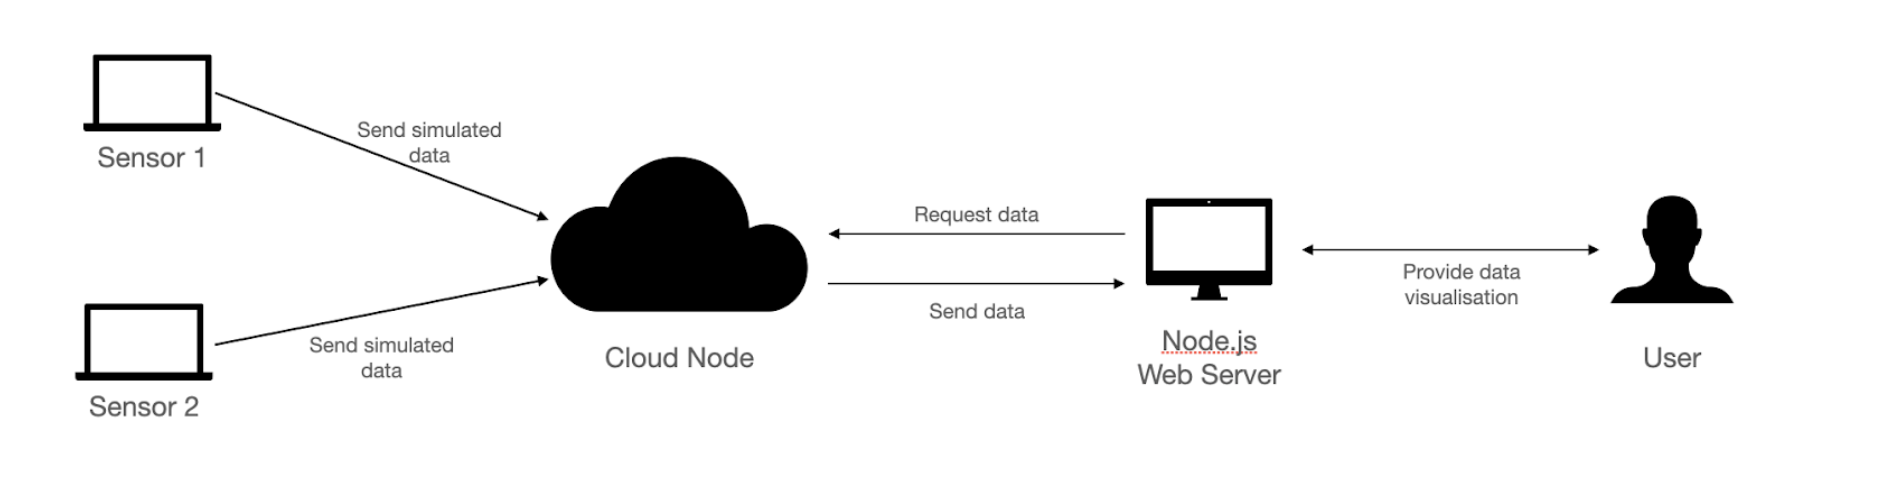 Sensor 1
Send simulated
data
Sensor 2
Send simulated
data
Cloud Node
Request data
Send data
Node.js
Web Server
Provide data
visualisation
User